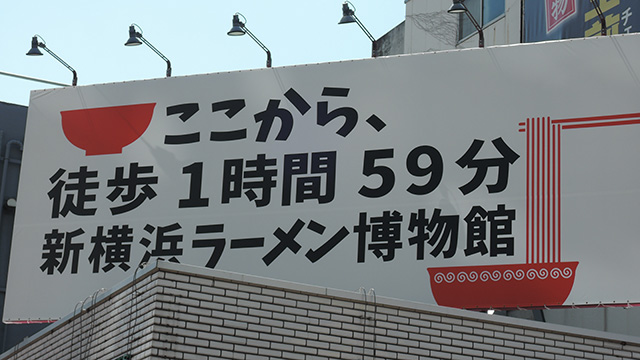 ここから、
徒歩1時間59分
新横浜ラーメン博物館
物